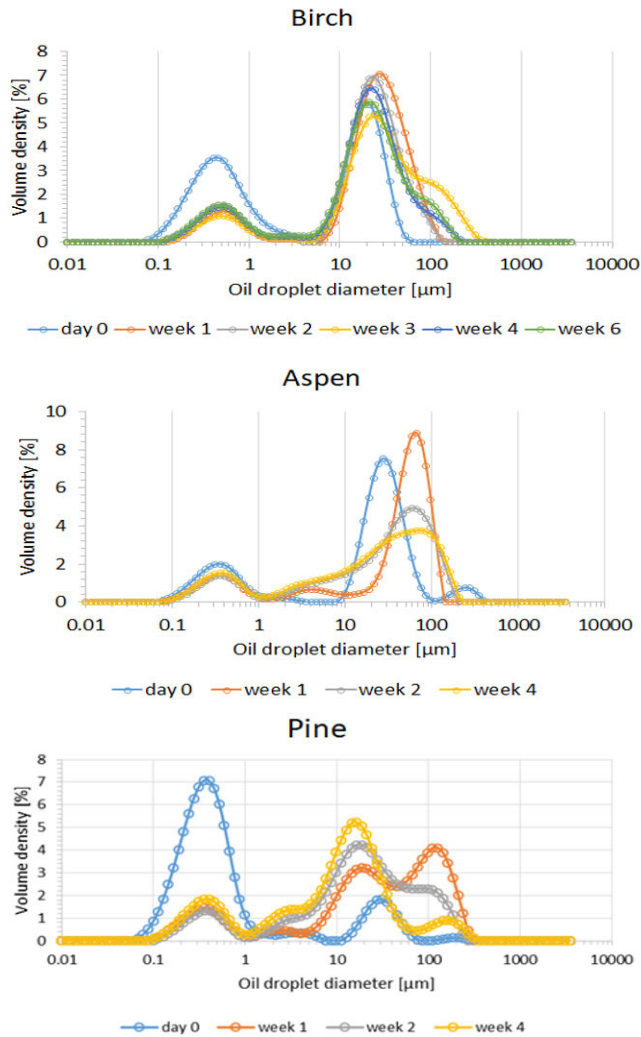 Birch
Volume density [%]
8
7
6
5
4
3
2
1
0
0.01 0.1 1 10 100 1000 10000
Oil droplet diameter [µm]
day 0 week 1 week 2 week 3 week 4 week 6
Aspen
Volume density [%]
10
8
6
4
2
0
0.01 0.1 1 10 100 1000 10000
Oil droplet diameter [µm]
day 0 week 1 week 2 week 4
Pine
Volume density [%]
8
7
6
5
4
3
2
1
0
0.01 0.1 1 10 100 1000 10000
Oil droplet diameter [µm]
day 0 week 1 week 2 week 4